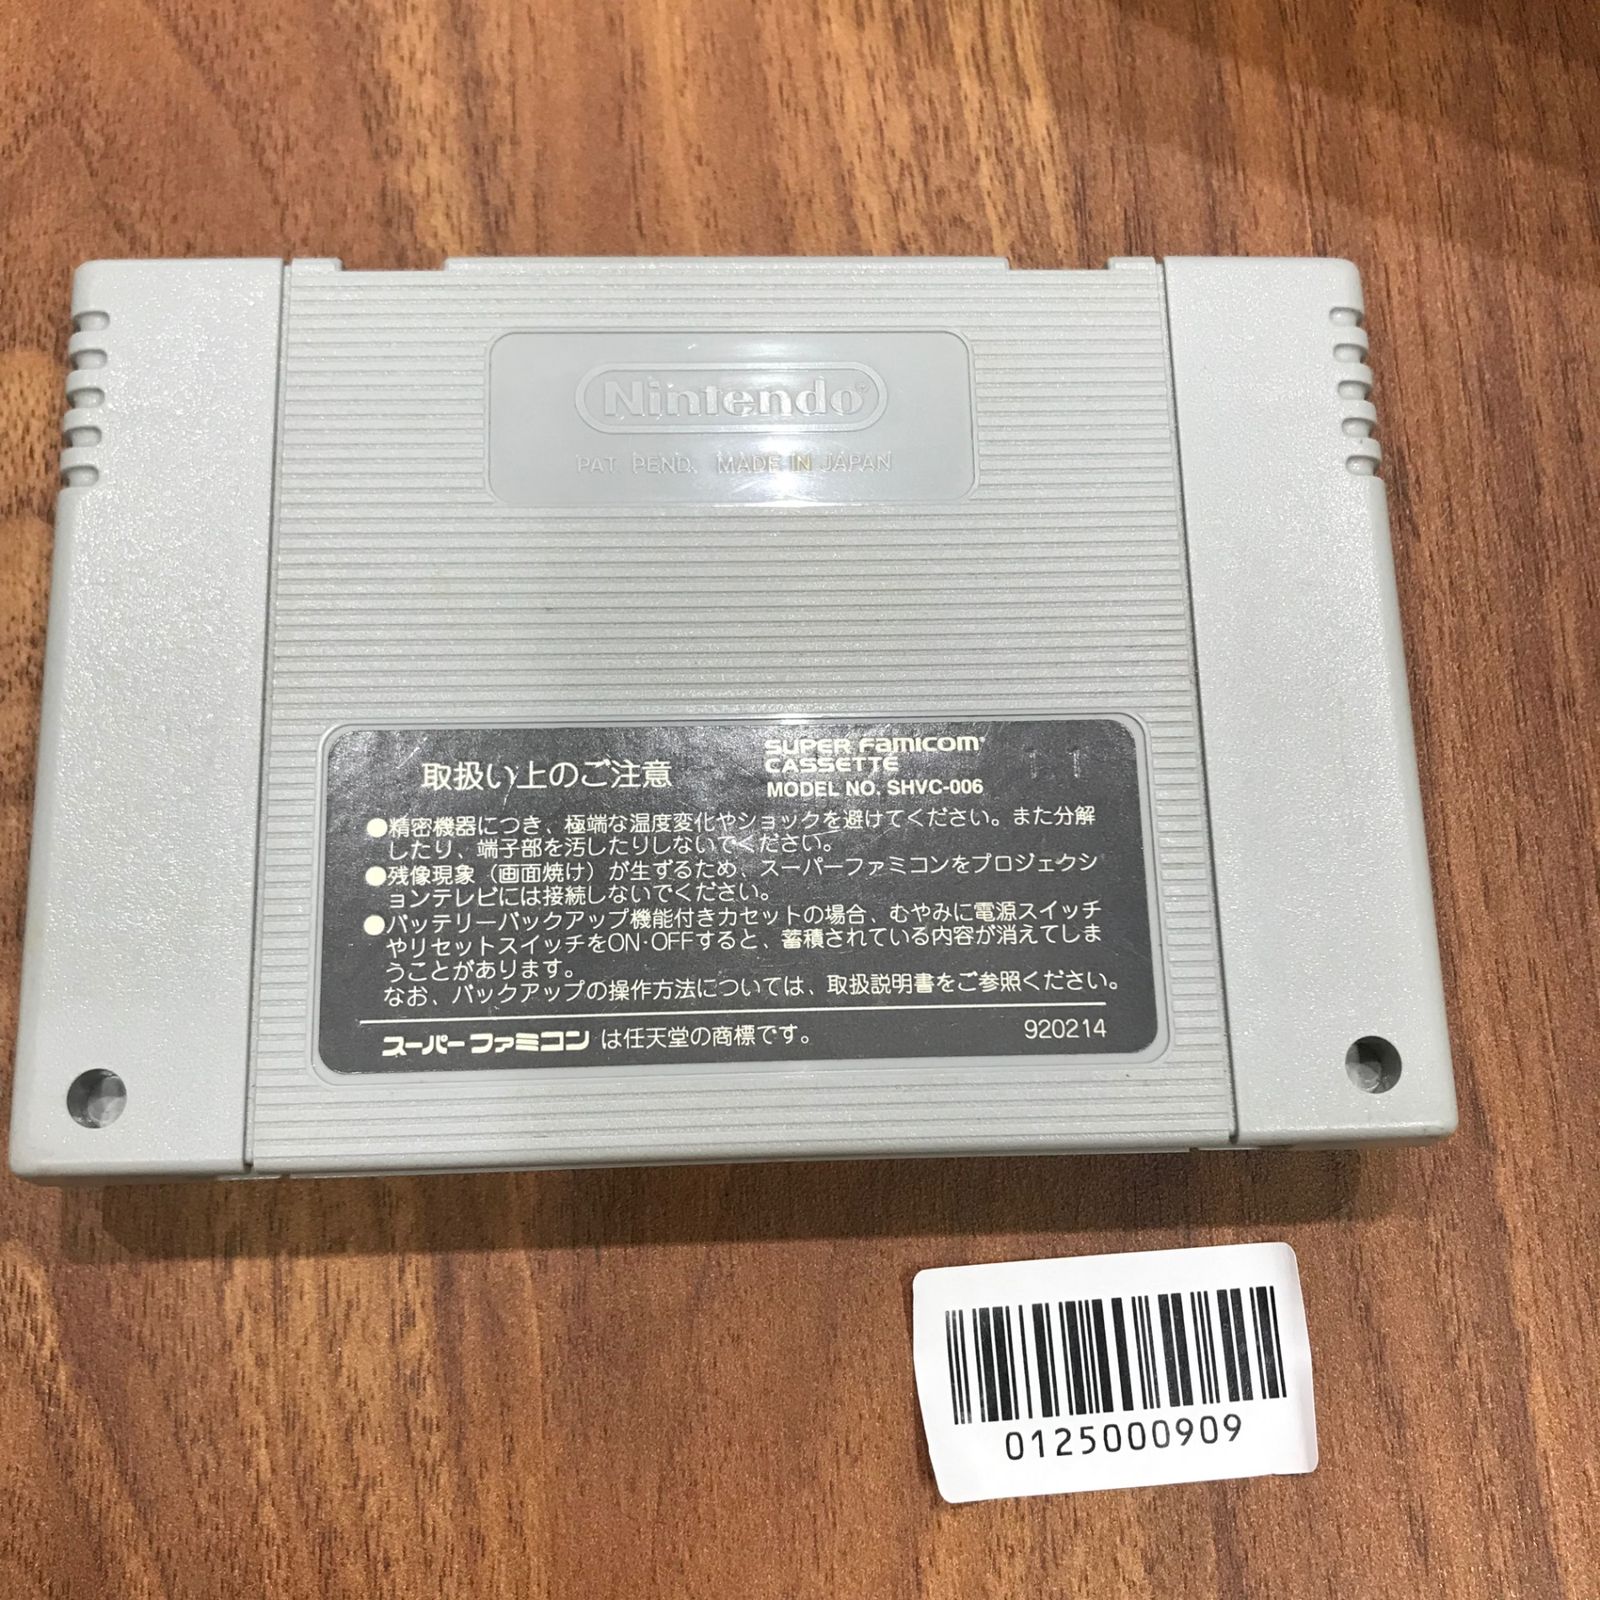 Nintendo
PAT. PEND. MADE IN JAPAN
取扱い上のご注意
SUPER FAMICOM
CASSETTE
MODEL NO. SHVC-006
11
●精密機器につき、極端な温度変化やショックを避けてください。また分解
したり、端子部を汚したりしないでください。
●残像現象（画面焼け）が生ずるため、スーパーファミコンをプロジェクシ
ョンテレビには接続しないでください。
●バッテリーバックアップ機能付きカセットの場合、むやみに電源スイッチ
やリセットスイッチをON·OFFすると、蓄積されている内容が消えてしま
うことがあります。
なお、バックアップの操作方法については、取扱説明書をご参照ください。
スーパーファミコンは任天堂の商標です。
920214
0125000909